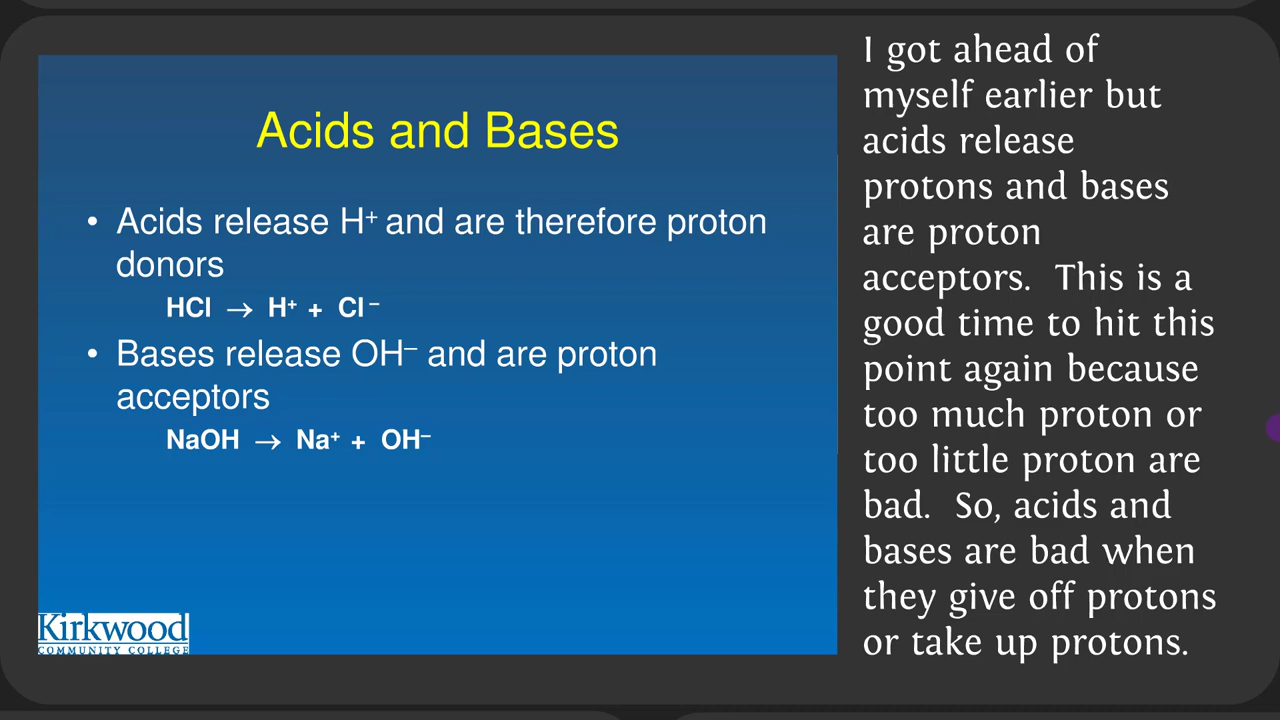 Acids and Bases
• Acids release H⁺ and are therefore proton
donors
HCl → H⁺ + Cl⁻
• Bases release OH⁻ and are proton
acceptors
NaOH → Na⁺ + OH⁻
Kirkwood
COMMUNITY COLLEGE
I got ahead of
myself earlier but
acids release
protons and bases
are proton
acceptors. This is a
good time to hit this
point again because
too much proton or
too little proton are
bad. So, acids and
bases are bad when
they give off protons
or take up protons.